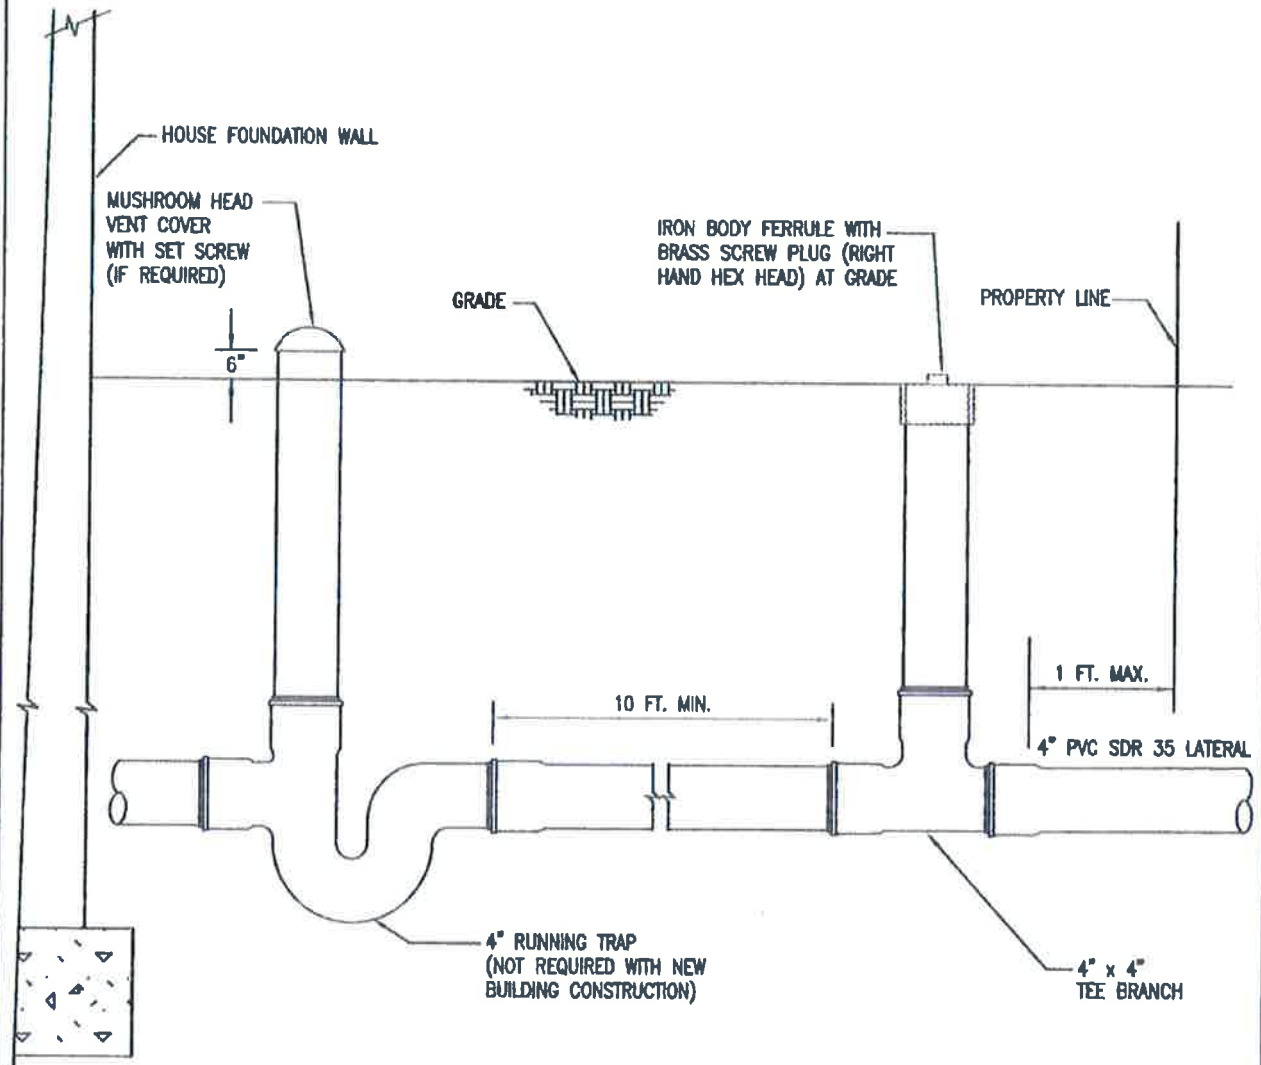 HOUSE FOUNDATION WALL
MUSHROOM HEAD
VENT COVER
WITH SET SCREW
(IF REQUIRED)
IRON BODY FERRULE WITH
BRASS SCREW PLUG (RIGHT
HAND HEX HEAD) AT GRADE
GRADE
PROPERTY LINE
6"
1 FT. MAX.
10 FT. MIN.
4" PVC SDR 35 LATERAL
4" RUNNING TRAP
(NOT REQUIRED WITH NEW
BUILDING CONSTRUCTION)
4" x 4"
TEE BRANCH